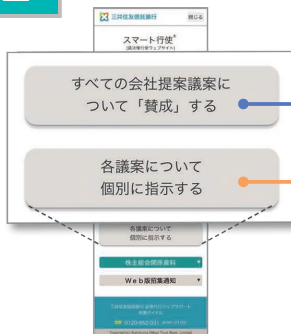 三井住友信託銀行
閉じる
スマート行使®
[議決権行使ウェブサイト]
すべての会社提案議案に
ついて「賛成」する
各議案について
個別に指示する
各議案について
個別に指示する
株主総会関係資料
Web版招集通知